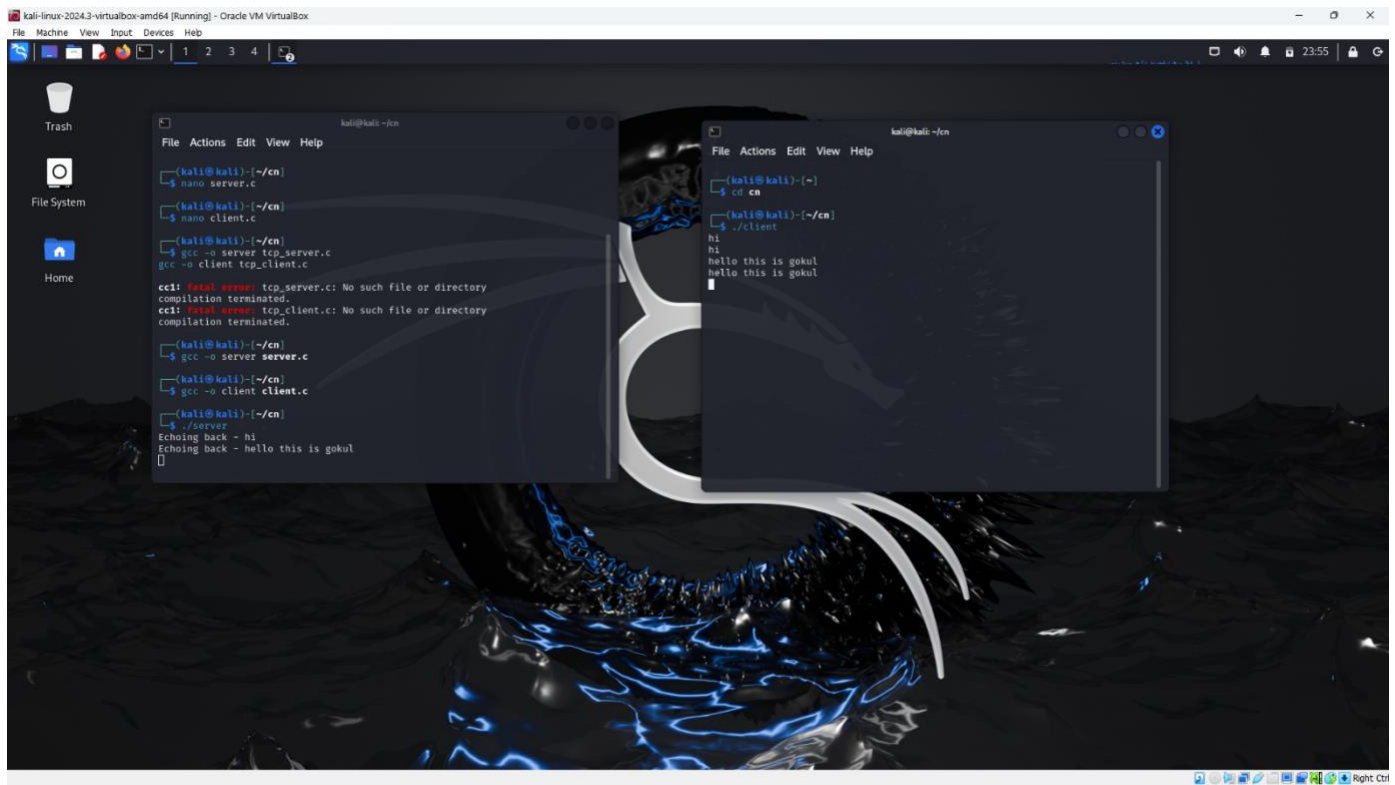 kali-linux-2024.3-virtualbox-amd64 [Running] - Oracle VM VirtualBox
File Machine View Input Devices Help
1 2 3 4
2
23:55
Trash
File System
Home
kali@kali: ~/cn
File Actions Edit View Help
┌──(kali㉿kali)-[~/cn]
└─$ nano server.c
┌──(kali㉿kali)-[~/cn]
└─$ nano client.c
┌──(kali㉿kali)-[~/cn]
└─$ gcc -o server tcp_server.c
gcc -o client tcp_client.c
cc1: fatal error: tcp_server.c: No such file or directory
compilation terminated.
cc1: fatal error: tcp_client.c: No such file or directory
compilation terminated.
┌──(kali㉿kali)-[~/cn]
└─$ gcc -o server server.c
┌──(kali㉿kali)-[~/cn]
└─$ gcc -o client client.c
┌──(kali㉿kali)-[~/cn]
└─$ ./server
Echoing back - hi
Echoing back - hello this is gokul
kali@kali: ~/cn
File Actions Edit View Help
┌──(kali㉿kali)-[~]
└─$ cd cn
┌──(kali㉿kali)-[~/cn]
└─$ ./client
hi
hi
hello this is gokul
hello this is gokul
Right Ctrl